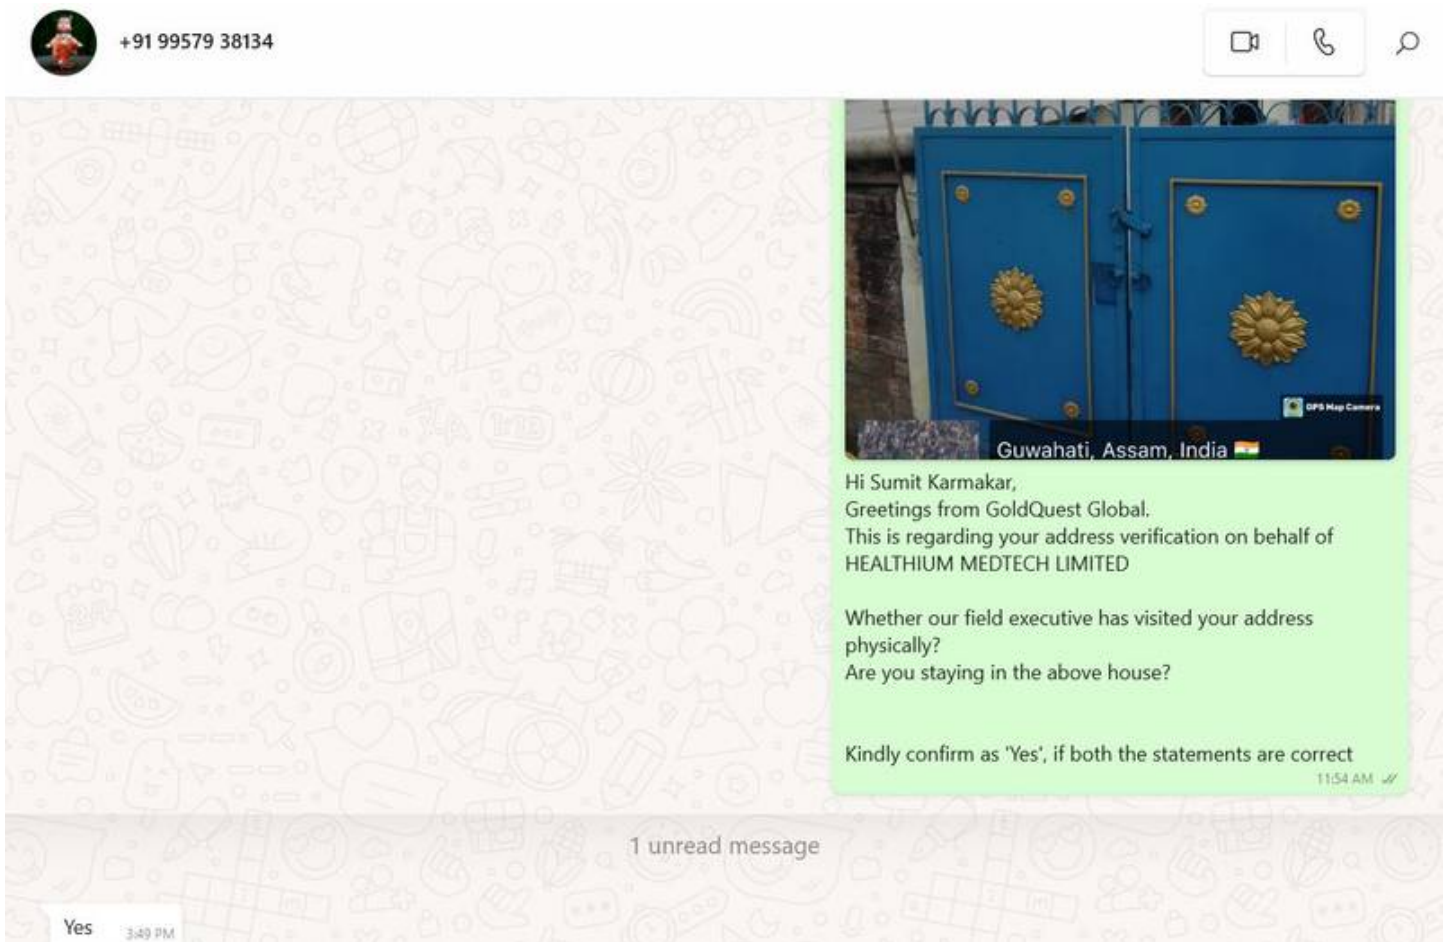 +91 99579 38134
GPS Map Camera
Guwahati, Assam, India
Hi Sumit Karmakar,
Greetings from GoldQuest Global.
This is regarding your address verification on behalf of
HEALTHIUM MEDTECH LIMITED
Whether our field executive has visited your address
physically?
Are you staying in the above house?
Kindly confirm as 'Yes', if both the statements are correct
11:54 AM
1 unread message
Yes
3:49 PM